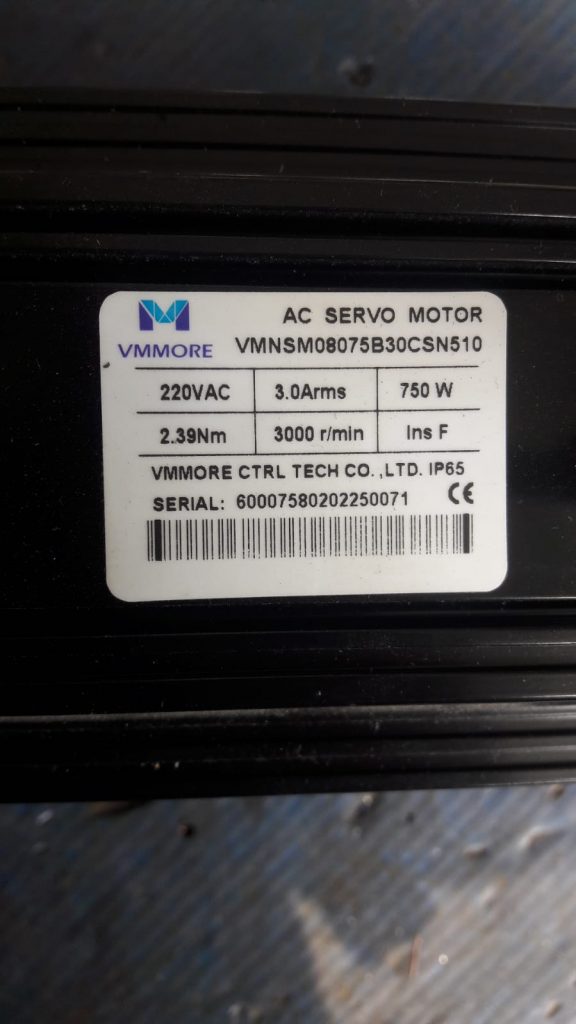 AC SERVO MOTOR
VMMORE VMNSM08075B30CSN510
220VAC 3.0Arms 750 W
2.39Nm 3000 r/min Ins F
VMMORE CTRL TECH CO.,LTD. IP65
SERIAL: 60007580202250071 CE